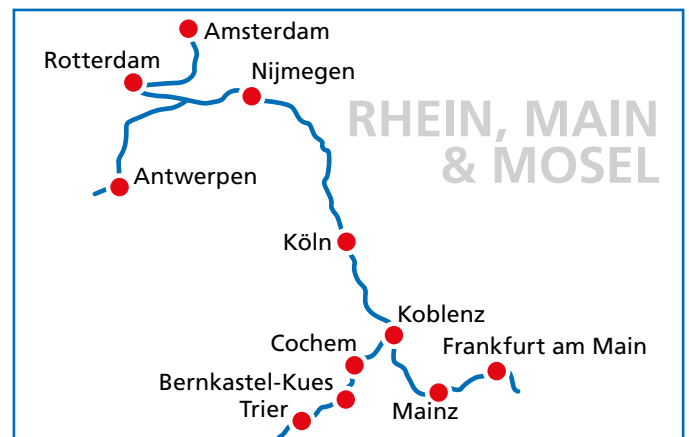 Amsterdam
Rotterdam
Nijmegen
RHEIN, MAIN
& MOSEL
Antwerpen
Köln
Koblenz
Cochem
Frankfurt am Main
Bernkastel-Kues
Trier
Mainz